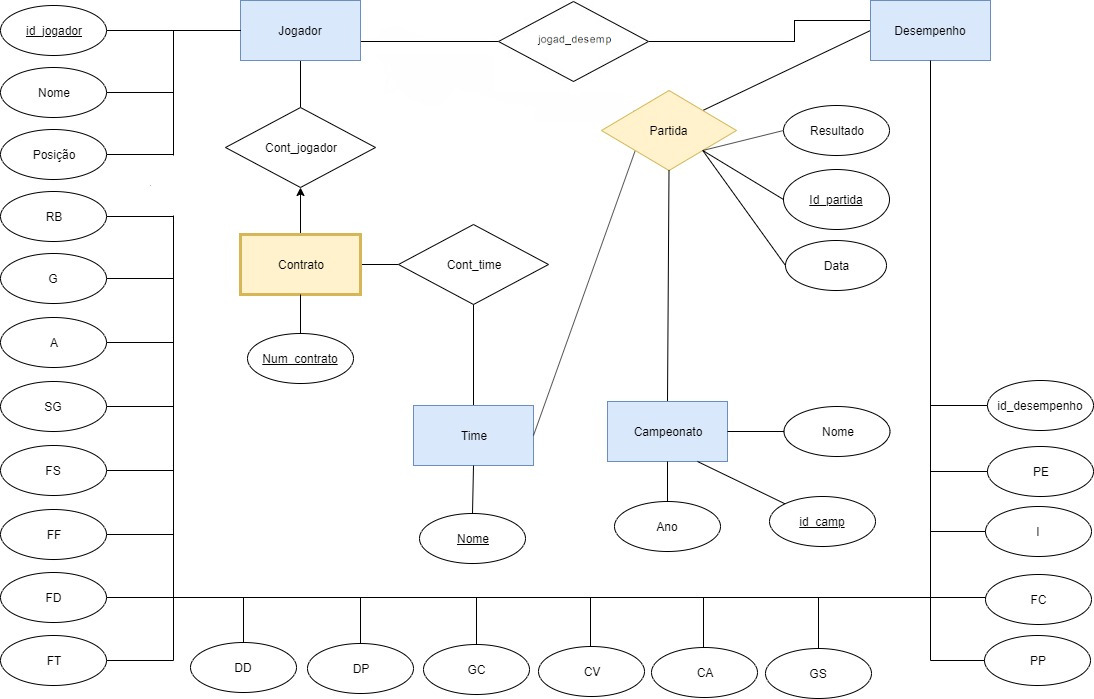 id_jogador
Jogador
jogad_desemp
Desempenho
Nome
Posição
Cont_jogador
Partida
Resultado
Id_partida
Data
RB
G
A
SG
FS
FF
FD
FT
Contrato
Cont_time
Num_contrato
Time
Nome
Campeonato
Nome
Ano
id_camp
id_desempenho
PE
I
FC
PP
DD
DP
GC
CV
CA
GS